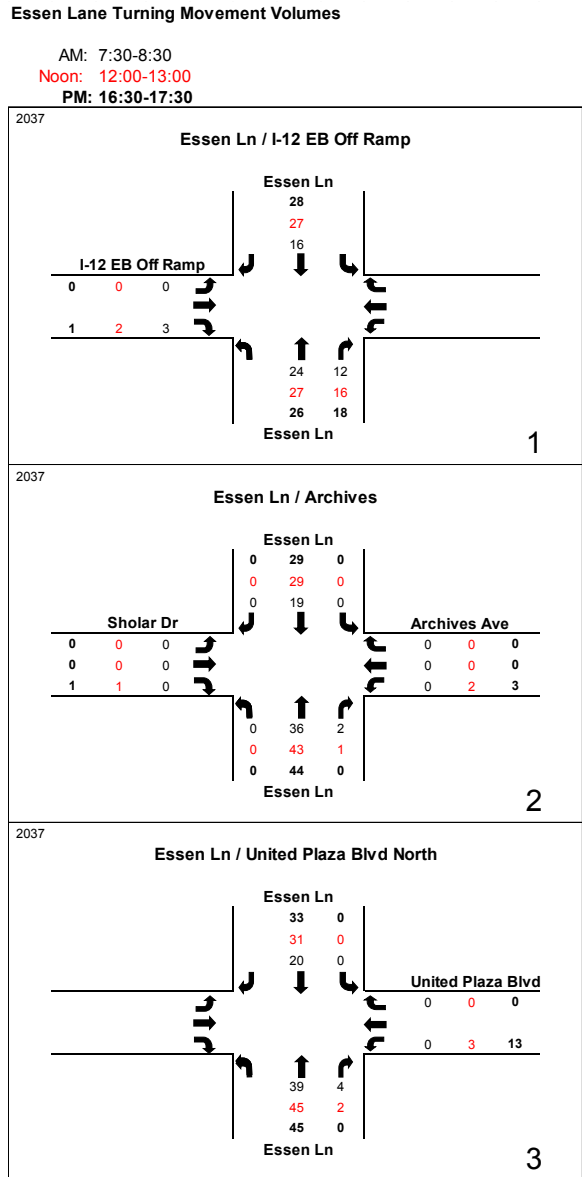 Essen Lane Turning Movement Volumes
AM: 7:30-8:30
Noon: 12:00-13:00
PM: 16:30-17:30
2037
Essen Ln / I-12 EB Off Ramp
Essen Ln
28
27
16
I-12 EB Off Ramp
0 0 0
1 2 3
24 12
27 16
26 18
Essen Ln
1
2037
Essen Ln / Archives
Essen Ln
0 29 0
0 29 0
0 19 0
Sholar Dr Archives Ave
0 0 0 0 0 0
0 0 0 0 0 0
1 1 0 0 2 3
0 36 2
0 43 1
0 44 0
Essen Ln
2
2037
Essen Ln / United Plaza Blvd North
Essen Ln
33 0
31 0
20 0
United Plaza Blvd
0 0 0
0 3 13
39 4
45 2
45 0
Essen Ln
3